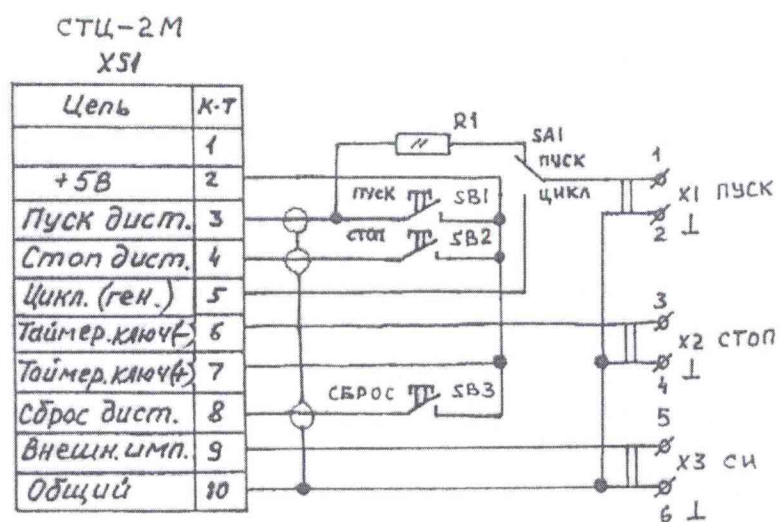 СТЦ-2М
XS1
Цепь К-Т
1
+5В 2
Пуск дист. 3
Стоп дист. 4
Цикл. (ген.) 5
Таймер.ключ(-) 6
Таймер.ключ(+) 7
Сброс дист. 8
Внешн.имп. 9
Общий 10
R1
SA1
ПУСК
ЦИКЛ
ПУСК SB1
СТОП SB2
СБРОС SB3
1
X1 ПУСК
2 ⊥
3
X2 СТОП
4 ⊥
5
X3 СИ
6 ⊥